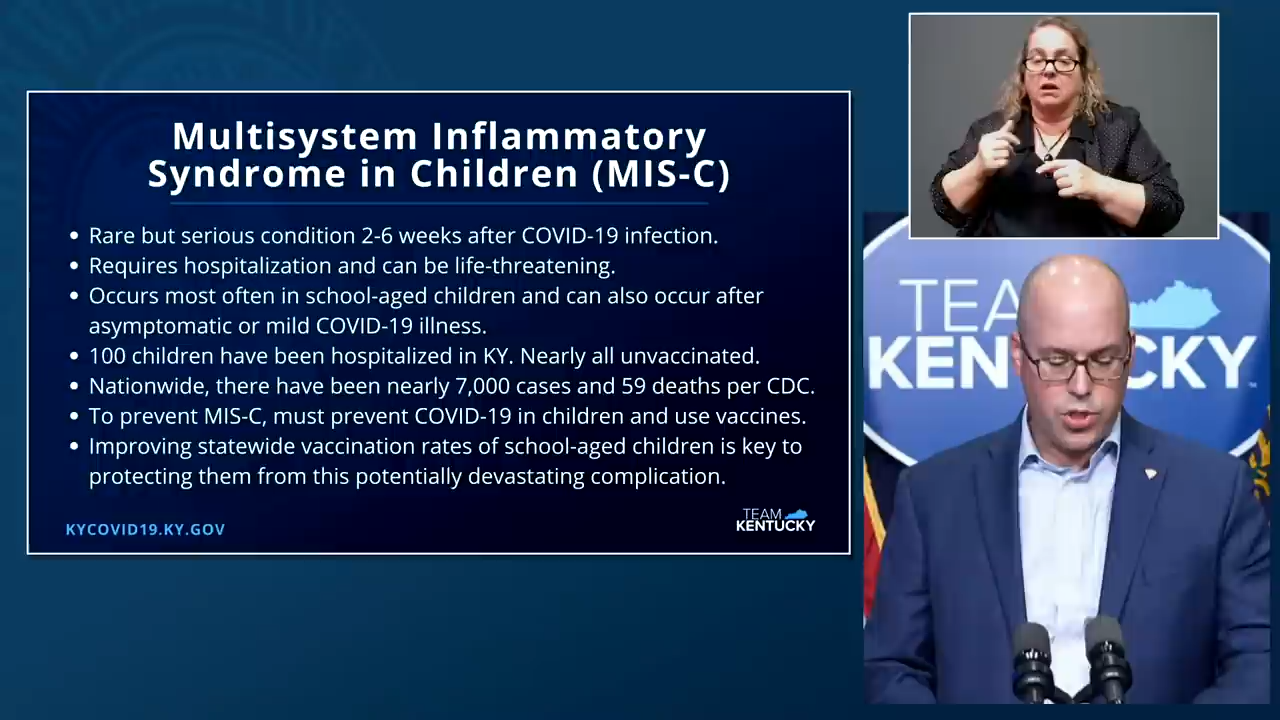 Multisystem Inflammatory
Syndrome in Children (MIS-C)
• Rare but serious condition 2-6 weeks after COVID-19 infection.
• Requires hospitalization and can be life-threatening.
• Occurs most often in school-aged children and can also occur after
asymptomatic or mild COVID-19 illness.
• 100 children have been hospitalized in KY. Nearly all unvaccinated.
• Nationwide, there have been nearly 7,000 cases and 59 deaths per CDC.
• To prevent MIS-C, must prevent COVID-19 in children and use vaccines.
• Improving statewide vaccination rates of school-aged children is key to
protecting them from this potentially devastating complication.
KYCOVID19.KY.GOV
TEAM
KENTUCKY
TEA
KEN CKY